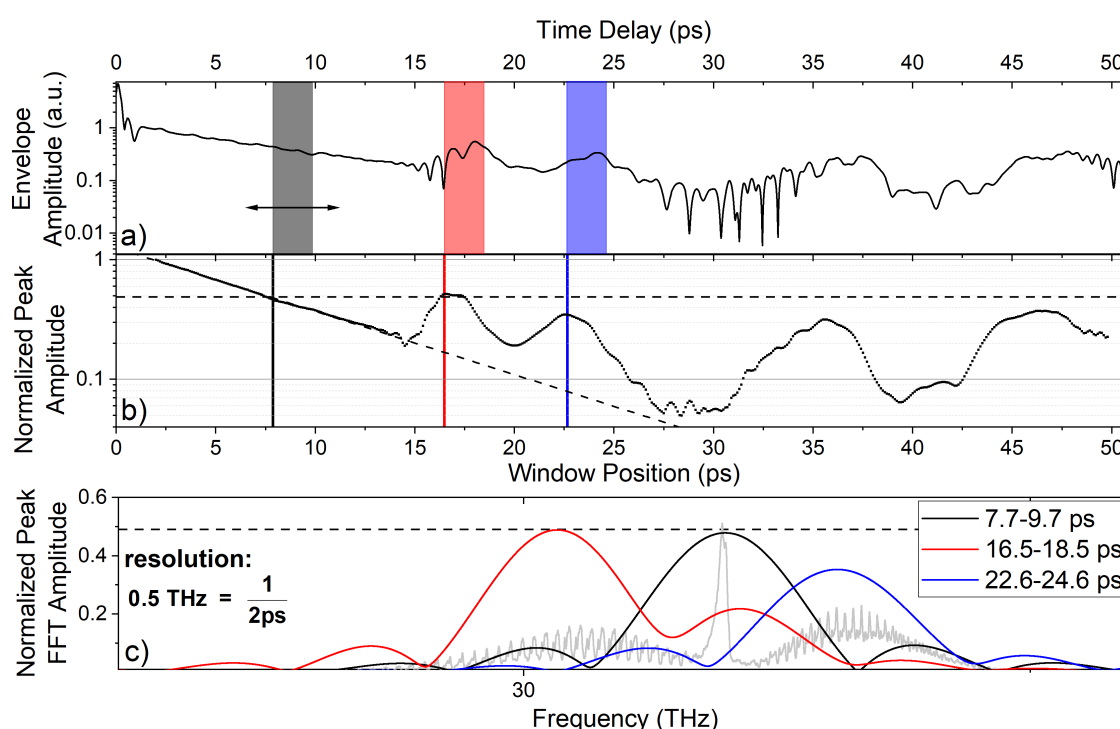 Time Delay (ps)
0 5 10 15 20 25 30 35 40 45 50
Envelope
Amplitude (a.u.)
1
0.1
0.01
a)
Normalized Peak
Amplitude
1
0.1
b)
0 5 10 15 20 25 30 35 40 45 50
Window Position (ps)
Normalized Peak
FFT Amplitude
0.6
0.4
0.2
resolution:
0.5 THz = 1
2ps
7.7-9.7 ps
16.5-18.5 ps
22.6-24.6 ps
c)
30
Frequency (THz)